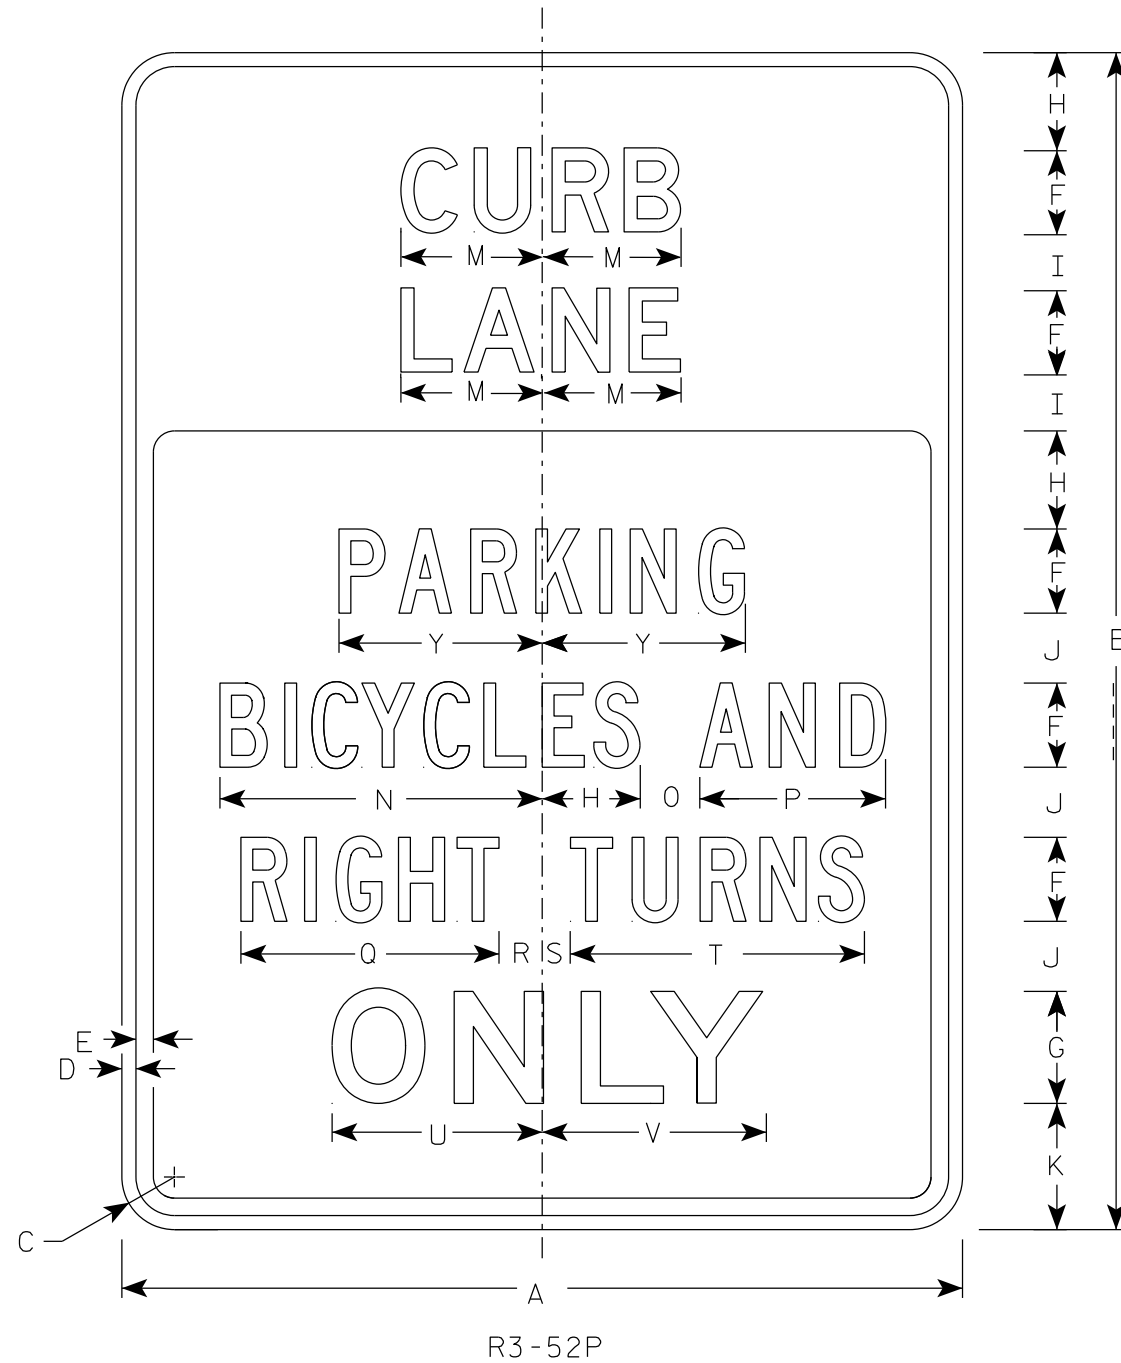 H
CURB
F
M M
I
LANE
F
M M
I
H
PARKING
F
Y Y
J
B
BICYCLES AND
F
N H O P
J
RIGHT TURNS
F
Q R S T
J
ONLY
E
G
D
U V
K
C
A
R3-52P